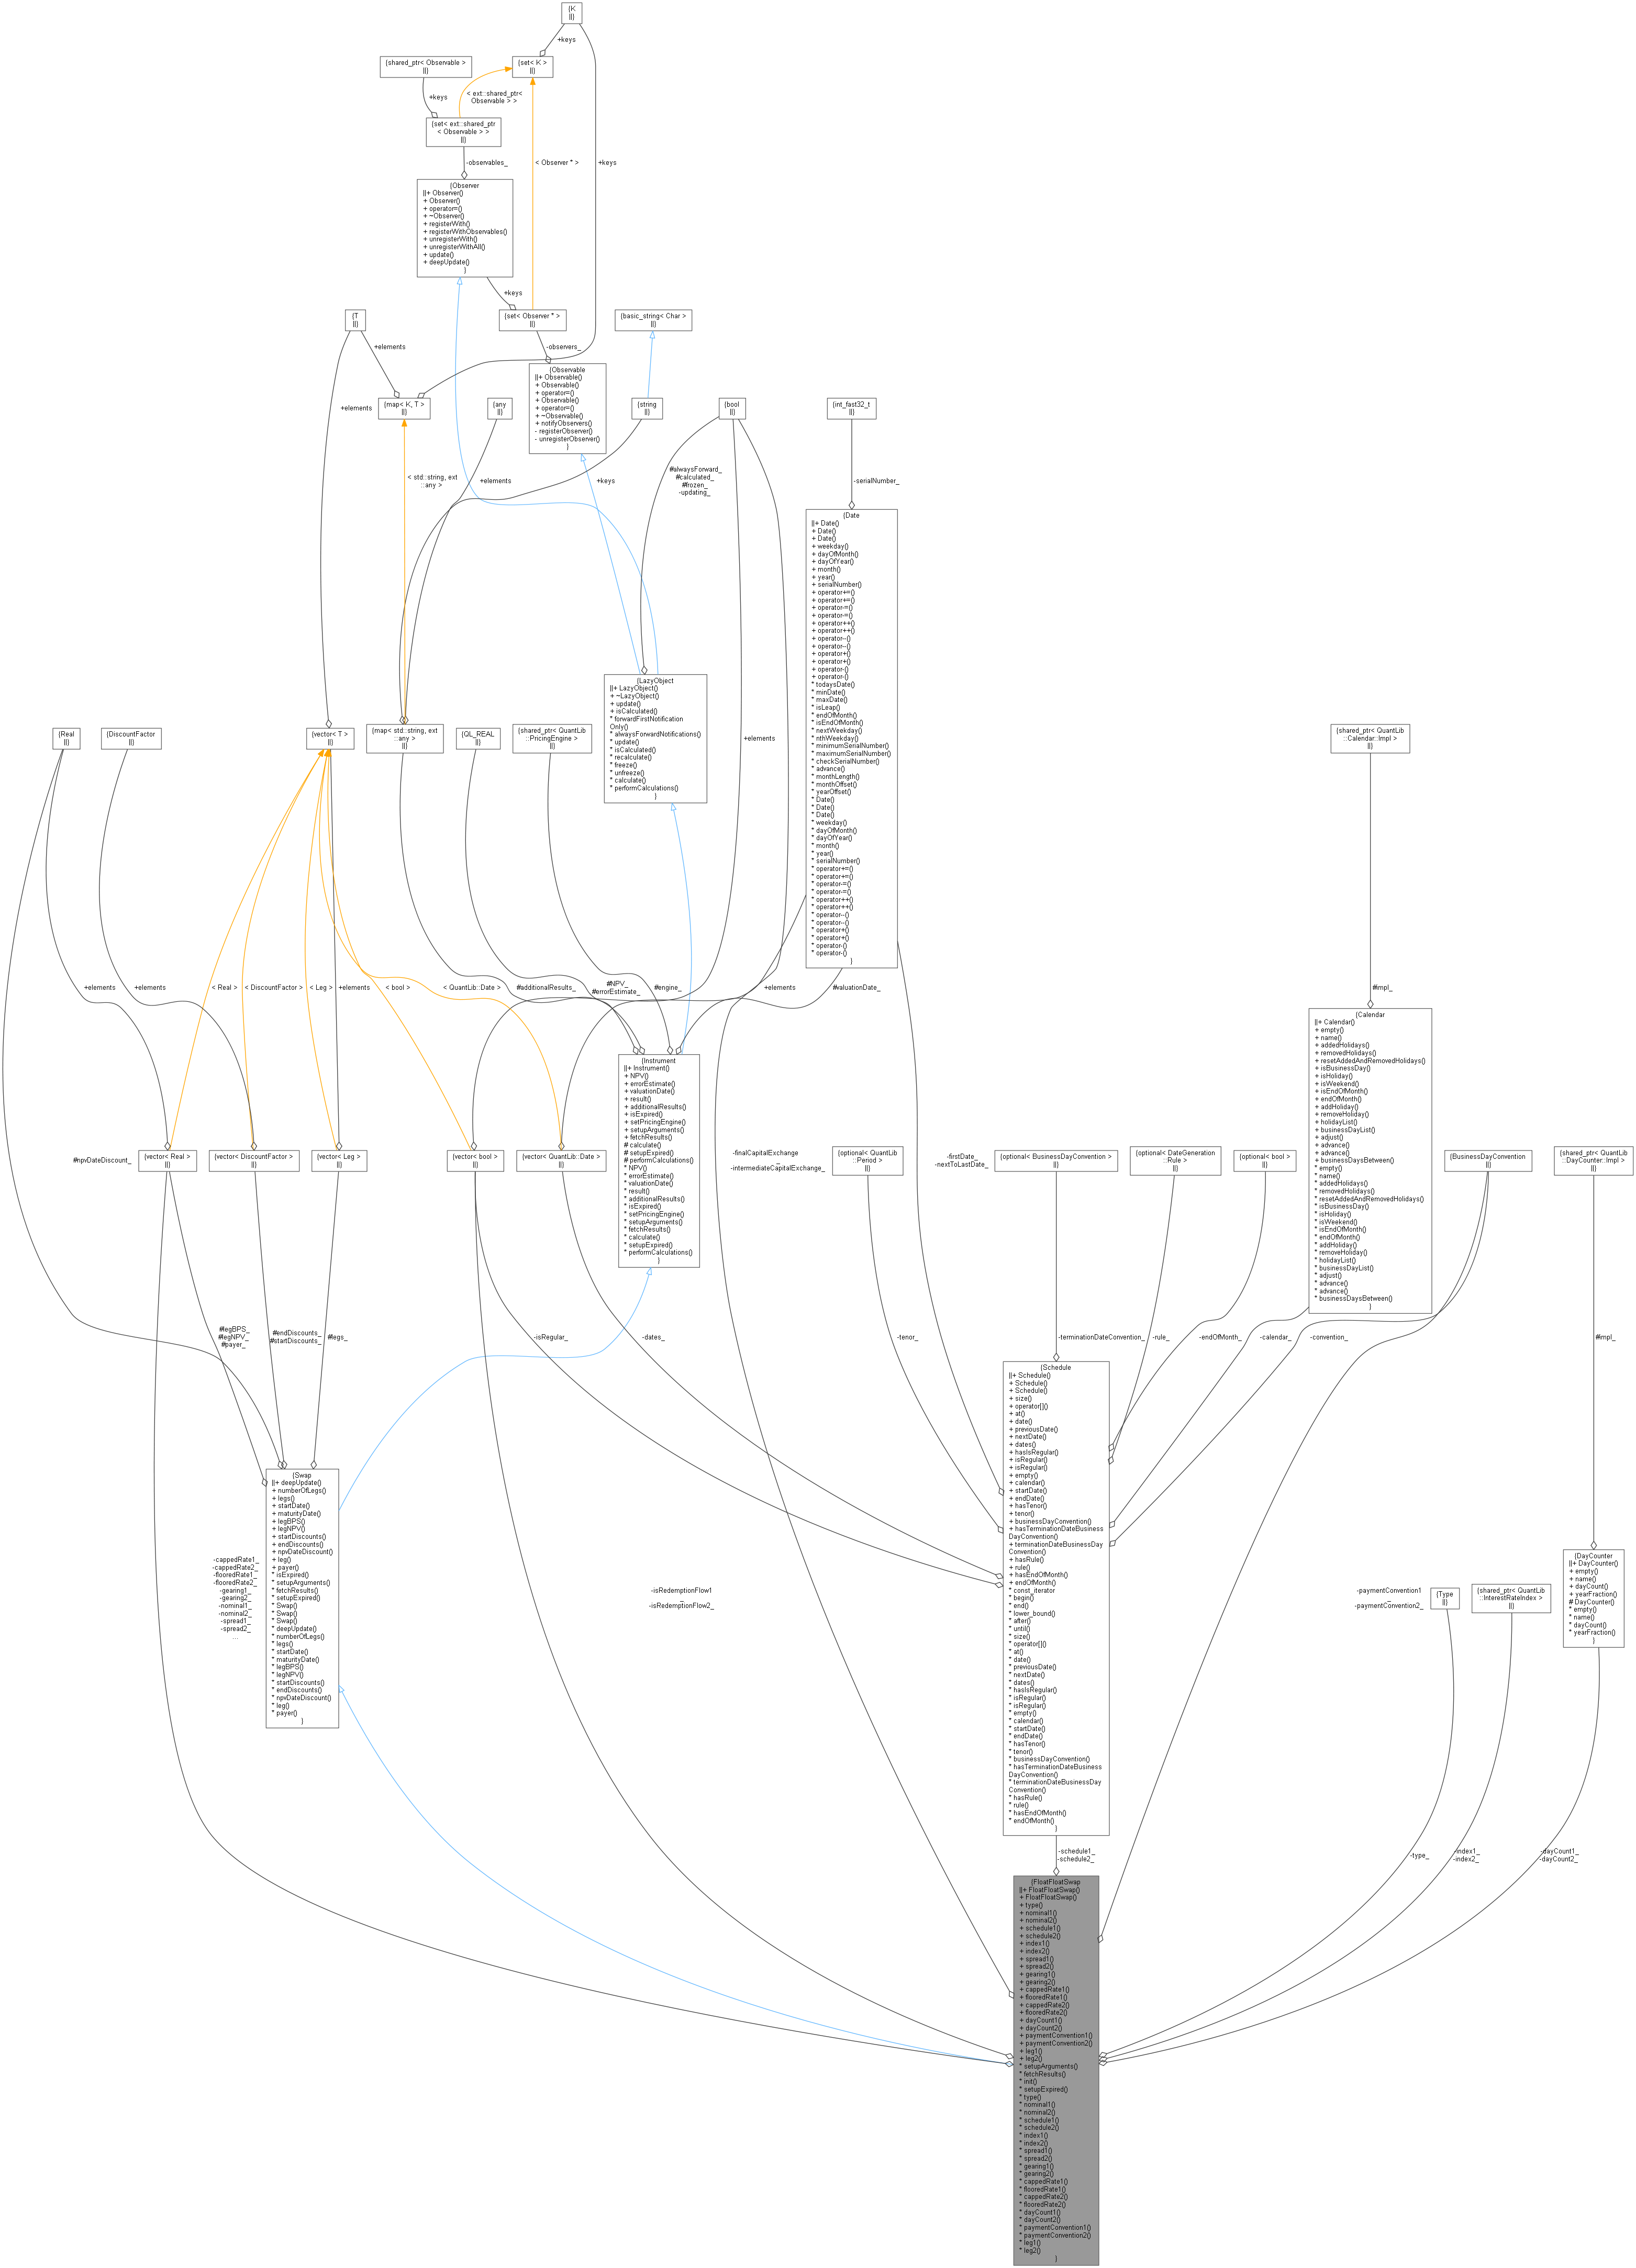 {K
||}
+keys
{shared_ptr< Observable >
||}
{set< K >
||}
+keys
< ext::shared_ptr<
Observable > >
{set< ext::shared_ptr
< Observable > >
||}
-observables_
< Observer * >
+keys
{Observer
||+ Observer()
+ Observer()
+ operator=()
+ ~Observer()
+ registerWith()
+ registerWithObservables()
+ unregisterWith()
+ unregisterWithAll()
+ update()
+ deepUpdate()
}
+keys
{T
||}
{set< Observer * >
||}
{basic_string< Char >
||}
+elements
-observers_
{Observable
||+ Observable()
+ Observable()
+ operator=()
+ Observable()
+ operator=()
+ ~Observable()
+ notifyObservers()
- registerObserver()
- unregisterObserver()
}
+elements
{map< K, T >
||}
{any
||}
{string
||}
{bool
||}
{int_fast32_t
||}
< std::string, ext
::any >
+elements
+keys
#alwaysForward_
#calculated_
#frozen_
-updating_
-serialNumber_
{Date
||+ Date()
+ Date()
+ Date()
+ weekday()
+ dayOfMonth()
+ dayOfYear()
+ month()
+ year()
+ serialNumber()
+ operator+=()
+ operator+=()
+ operator-=()
+ operator-=()
+ operator++()
+ operator++()
+ operator--()
+ operator--()
+ operator+()
+ operator+()
+ operator-()
+ operator-()
* todaysDate()
* minDate()
* maxDate()
* isLeap()
* endOfMonth()
* isEndOfMonth()
* nextWeekday()
* nthWeekday()
* minimumSerialNumber()
* maximumSerialNumber()
* checkSerialNumber()
* advance()
* monthLength()
* monthOffset()
* yearOffset()
* Date()
* Date()
* Date()
* weekday()
* dayOfMonth()
* dayOfYear()
* month()
* year()
* serialNumber()
* operator+=()
* operator+=()
* operator-=()
* operator-=()
* operator++()
* operator++()
* operator--()
* operator--()
* operator+()
* operator+()
* operator-()
* operator-()
}
{LazyObject
||+ LazyObject()
+ ~LazyObject()
+ update()
+ isCalculated()
* forwardFirstNotification
Only()
* alwaysForwardNotifications()
* update()
* isCalculated()
* recalculate()
* freeze()
* unfreeze()
* calculate()
* performCalculations()
}
{Real
||}
{DiscountFactor
||}
{vector< T >
||}
{map< std::string, ext
::any >
||}
{QL_REAL
||}
{shared_ptr< QuantLib
::PricingEngine >
||}
+elements
{shared_ptr< QuantLib
::Calendar::Impl >
||}
+elements
+elements
< Real >
< DiscountFactor >
< Leg >
+elements
< bool >
< QuantLib::Date >
#additionalResults_
#NPV_
#errorEstimate_
#engine_
+elements
#valuationDate_
#impl_
{Calendar
||+ Calendar()
+ empty()
+ name()
+ addedHolidays()
+ removedHolidays()
+ resetAddedAndRemovedHolidays()
+ isBusinessDay()
+ isHoliday()
+ isWeekend()
+ isEndOfMonth()
+ endOfMonth()
+ addHoliday()
+ removeHoliday()
+ holidayList()
+ businessDayList()
+ adjust()
+ advance()
+ advance()
+ businessDaysBetween()
* empty()
* name()
* addedHolidays()
* removedHolidays()
* resetAddedAndRemovedHolidays()
* isBusinessDay()
* isHoliday()
* isWeekend()
* isEndOfMonth()
* endOfMonth()
* addHoliday()
* removeHoliday()
* holidayList()
* businessDayList()
* adjust()
* advance()
* advance()
* businessDaysBetween()
}
{Instrument
||+ Instrument()
+ NPV()
+ errorEstimate()
+ valuationDate()
+ result()
+ additionalResults()
+ isExpired()
+ setPricingEngine()
+ setupArguments()
+ fetchResults()
# calculate()
# setupExpired()
# performCalculations()
* NPV()
* errorEstimate()
* valuationDate()
* result()
* additionalResults()
* isExpired()
* setPricingEngine()
* setupArguments()
* fetchResults()
* calculate()
* setupExpired()
* performCalculations()
}
#npvDateDiscount_
{vector< Real >
||}
{vector< DiscountFactor >
||}
{vector< Leg >
||}
{vector< bool >
||}
{vector< QuantLib::Date >
||}
-finalCapitalExchange
_
-intermediateCapitalExchange_
{optional< QuantLib
::Period >
||}
-firstDate_
-nextToLastDate_
{optional< BusinessDayConvention >
||}
{optional< DateGeneration
::Rule >
||}
{optional< bool >
||}
{BusinessDayConvention
||}
{shared_ptr< QuantLib
::DayCounter::Impl >
||}
#legBPS_
#legNPV_
#payer_
#endDiscounts_
#startDiscounts_
#legs_
-isRegular_
-dates_
-tenor_
-terminationDateConvention_
-rule_
-endOfMonth_
-calendar_
-convention_
#impl_
{Schedule
||+ Schedule()
+ Schedule()
+ Schedule()
+ size()
+ operator[]()
+ at()
+ date()
+ previousDate()
+ nextDate()
+ dates()
+ hasIsRegular()
+ isRegular()
+ isRegular()
+ empty()
+ calendar()
+ startDate()
+ endDate()
+ hasTenor()
+ tenor()
+ businessDayConvention()
+ hasTerminationDateBusiness
DayConvention()
+ terminationDateBusinessDay
Convention()
+ hasRule()
+ rule()
+ hasEndOfMonth()
+ endOfMonth()
* const_iterator
* begin()
* end()
* lower_bound()
* after()
* until()
* size()
* operator[]()
* at()
* date()
* previousDate()
* nextDate()
* dates()
* hasIsRegular()
* isRegular()
* isRegular()
* empty()
* calendar()
* startDate()
* endDate()
* hasTenor()
* tenor()
* businessDayConvention()
* hasTerminationDateBusiness
DayConvention()
* terminationDateBusinessDay
Convention()
* hasRule()
* rule()
* hasEndOfMonth()
* endOfMonth()
}
{Swap
||+ deepUpdate()
+ numberOfLegs()
+ legs()
+ startDate()
+ maturityDate()
+ legBPS()
+ legNPV()
+ startDiscounts()
+ endDiscounts()
+ npvDateDiscount()
+ leg()
+ payer()
* isExpired()
* setupArguments()
* fetchResults()
* setupExpired()
* Swap()
* Swap()
* Swap()
* deepUpdate()
* numberOfLegs()
* legs()
* startDate()
* maturityDate()
* legBPS()
* legNPV()
* startDiscounts()
* endDiscounts()
* npvDateDiscount()
* leg()
* payer()
}
-cappedRate1_
-cappedRate2_
-flooredRate1_
-flooredRate2_
-gearing1_
-gearing2_
-nominal1_
-nominal2_
-spread1_
-spread2_
...
-isRedemptionFlow1
_
-isRedemptionFlow2_
-paymentConvention1
_
-paymentConvention2_
{Type
||}
{shared_ptr< QuantLib
::InterestRateIndex >
||}
{DayCounter
||+ DayCounter()
+ empty()
+ name()
+ dayCount()
+ yearFraction()
# DayCounter()
* empty()
* name()
* dayCount()
* yearFraction()
}
-schedule1_
-schedule2_
-type_
-index1_
-index2_
-dayCount1_
-dayCount2_
{FloatFloatSwap
||+ FloatFloatSwap()
+ FloatFloatSwap()
+ type()
+ nominal1()
+ nominal2()
+ schedule1()
+ schedule2()
+ index1()
+ index2()
+ spread1()
+ spread2()
+ gearing1()
+ gearing2()
+ cappedRate1()
+ flooredRate1()
+ cappedRate2()
+ flooredRate2()
+ dayCount1()
+ dayCount2()
+ paymentConvention1()
+ paymentConvention2()
+ leg1()
+ leg2()
* setupArguments()
* fetchResults()
* init()
* setupExpired()
* type()
* nominal1()
* nominal2()
* schedule1()
* schedule2()
* index1()
* index2()
* spread1()
* spread2()
* gearing1()
* gearing2()
* cappedRate1()
* flooredRate1()
* cappedRate2()
* flooredRate2()
* dayCount1()
* dayCount2()
* paymentConvention1()
* paymentConvention2()
* leg1()
* leg2()
}